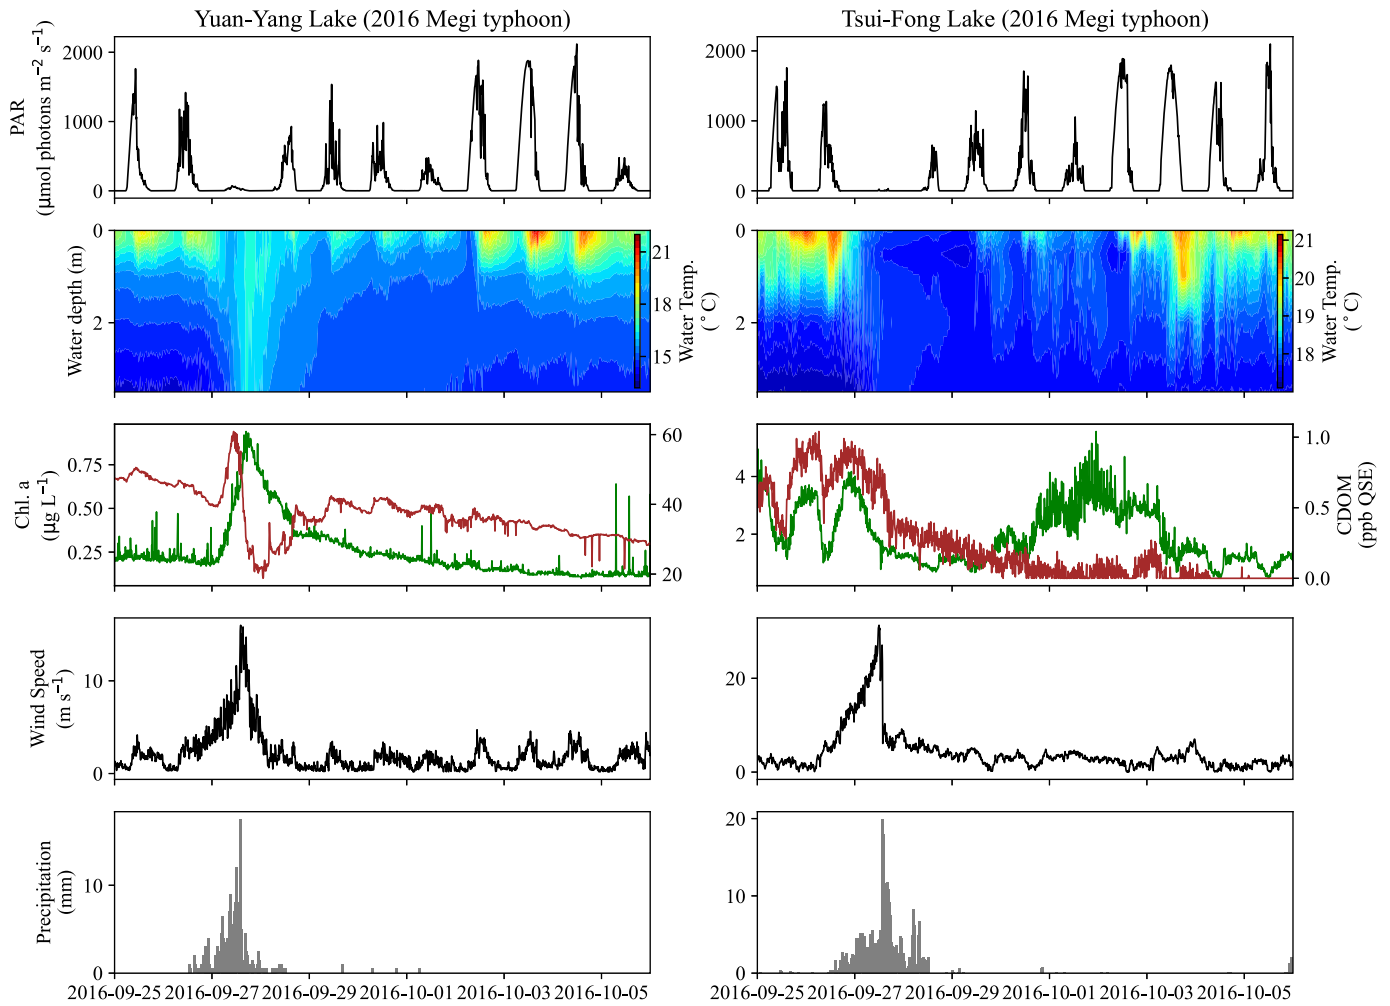 Yuan-Yang Lake (2016 Megi typhoon)
Tsui-Fong Lake (2016 Megi typhoon)
PAR
(μmol photons m⁻² s⁻¹)
2000
1000
0
2000
1000
0
Water depth (m)
0
2
21
18
15
Water Temp.
(°C)
0
2
21
20
19
18
Water Temp.
(°C)
Chl. a
(μg L⁻¹)
0.75
0.50
0.25
60
40
20
4
2
1.0
0.5
0.0
CDOM
(ppb QSE)
Wind Speed
(m s⁻¹)
10
0
20
0
Precipitation
(mm)
10
0
20
10
0
2016-09-25 2016-09-27 2016-09-29 2016-10-01 2016-10-03 2016-10-05
2016-09-25 2016-09-27 2016-09-29 2016-10-01 2016-10-03 2016-10-05